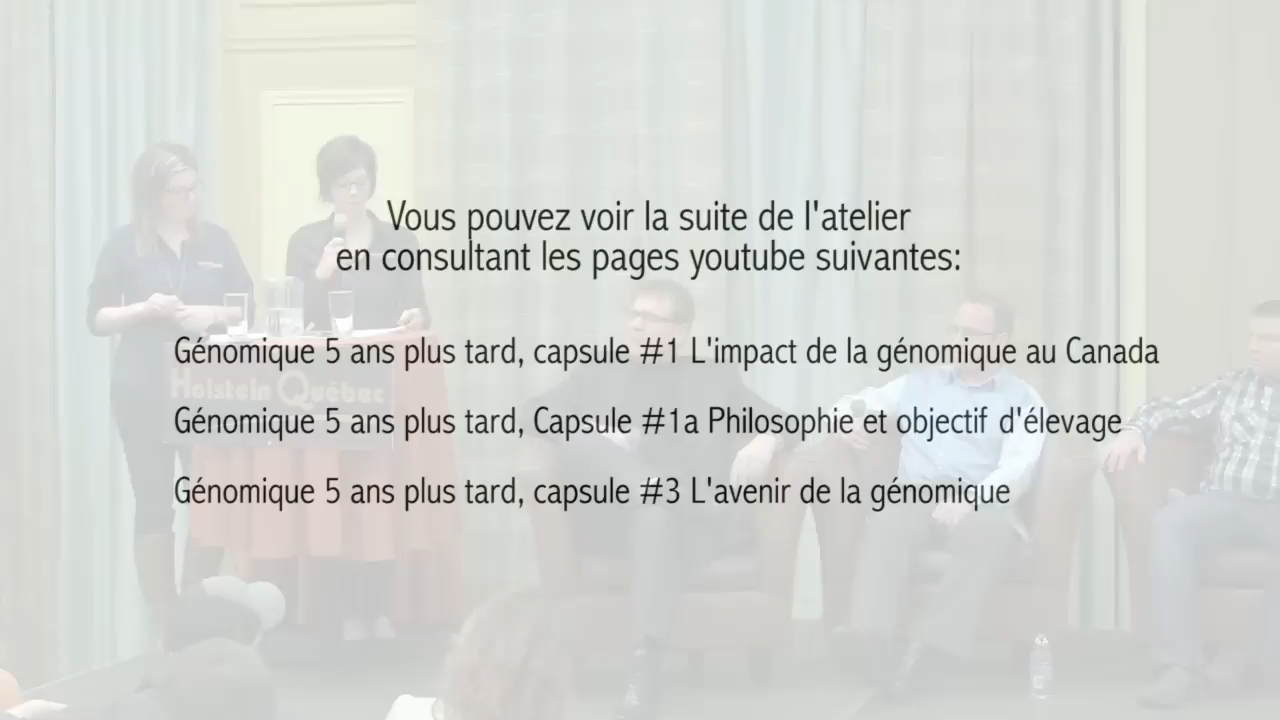 Vous pouvez voir la suite de l'atelier
en consultant les pages youtube suivantes:
Génomique 5 ans plus tard, capsule #1 L'impact de la génomique au Canada
Holstein Québec
Génomique 5 ans plus tard, Capsule #1a Philosophie et objectif d'élevage
Génomique 5 ans plus tard, capsule #3 L'avenir de la génomique